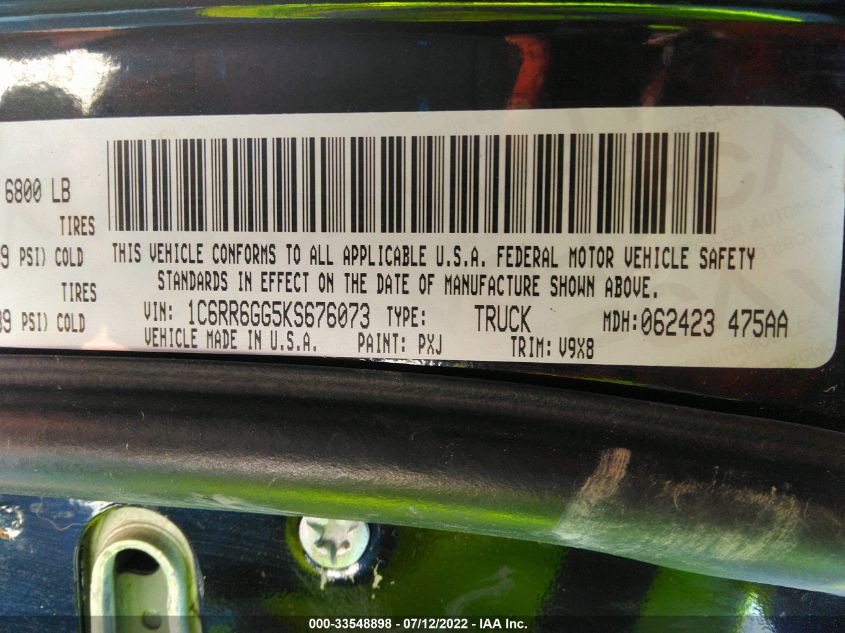 6800 LB
TIRES
9 PSI) COLD
THIS VEHICLE CONFORMS TO ALL APPLICABLE U.S.A. FEDERAL MOTOR VEHICLE SAFETY
STANDARDS IN EFFECT ON THE DATE OF MANUFACTURE SHOWN ABOVE.
TIRES
39 PSI) COLD
VIN: 1C6RR6GG5KS676073 TYPE: TRUCK MDH:062423 475AA
VEHICLE MADE IN U.S.A. PAINT: PXJ TRIM: V9X8
000-33548898 - 07/12/2022 - IAA Inc.